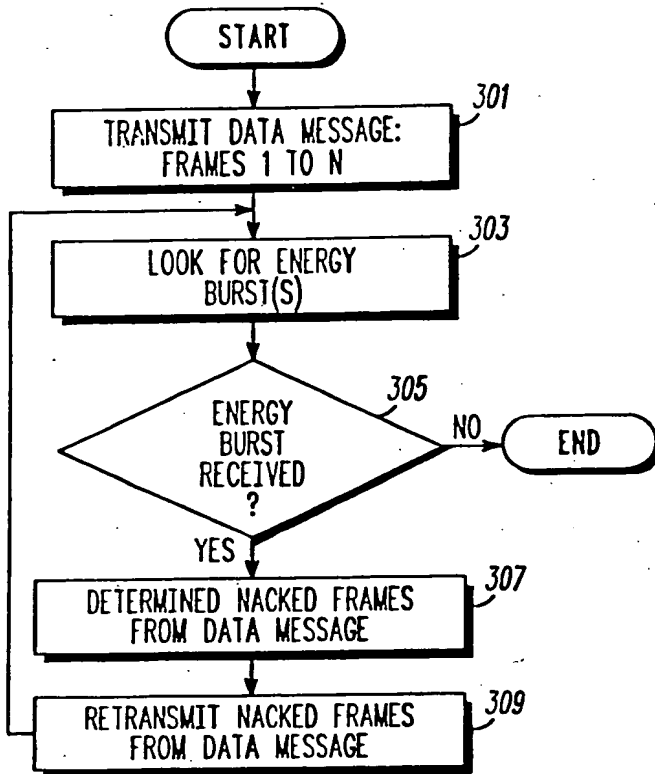 START
301
TRANSMIT DATA MESSAGE:
FRAMES 1 TO N
303
LOOK FOR ENERGY
BURST(S)
305
ENERGY
BURST
RECEIVED
?
NO
END
YES
307
DETERMINED NACKED FRAMES
FROM DATA MESSAGE
309
RETRANSMIT NACKED FRAMES
FROM DATA MESSAGE